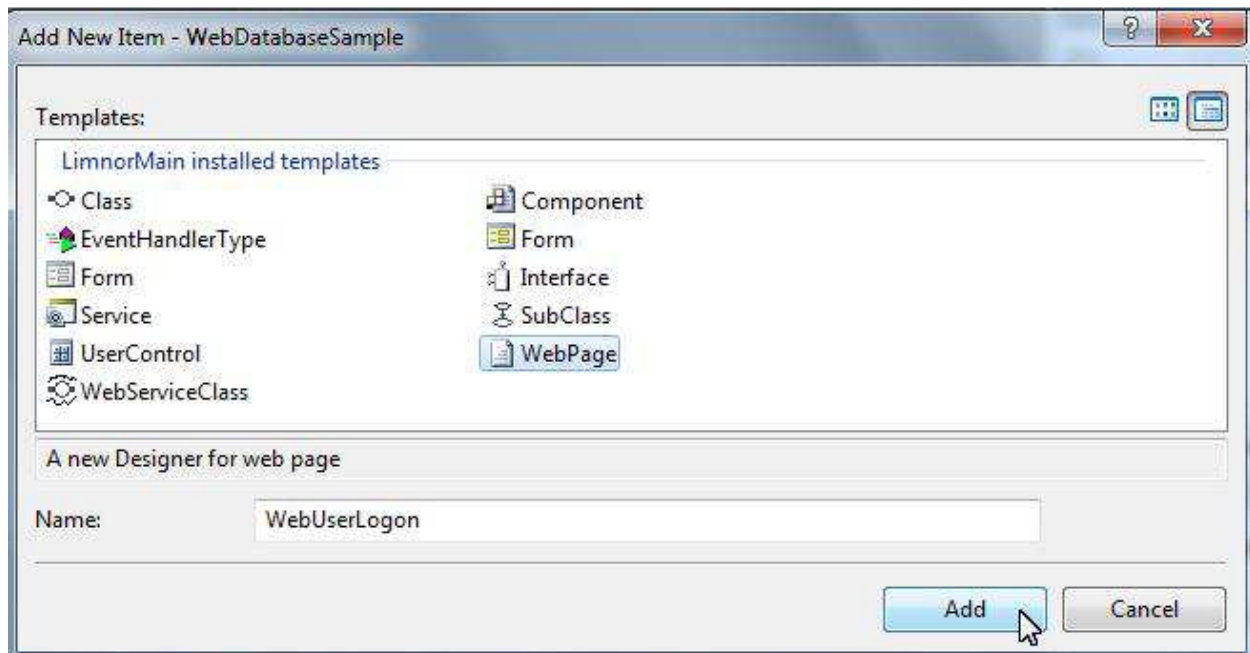 Add New Item - WebDatabaseSample
Templates:
LimnorMain installed templates
Class
Component
EventHandlerType
Form
Form
Interface
Service
SubClass
UserControl
WebPage
WebServiceClass
A new Designer for web page
Name:
WebUserLogon
Add
Cancel